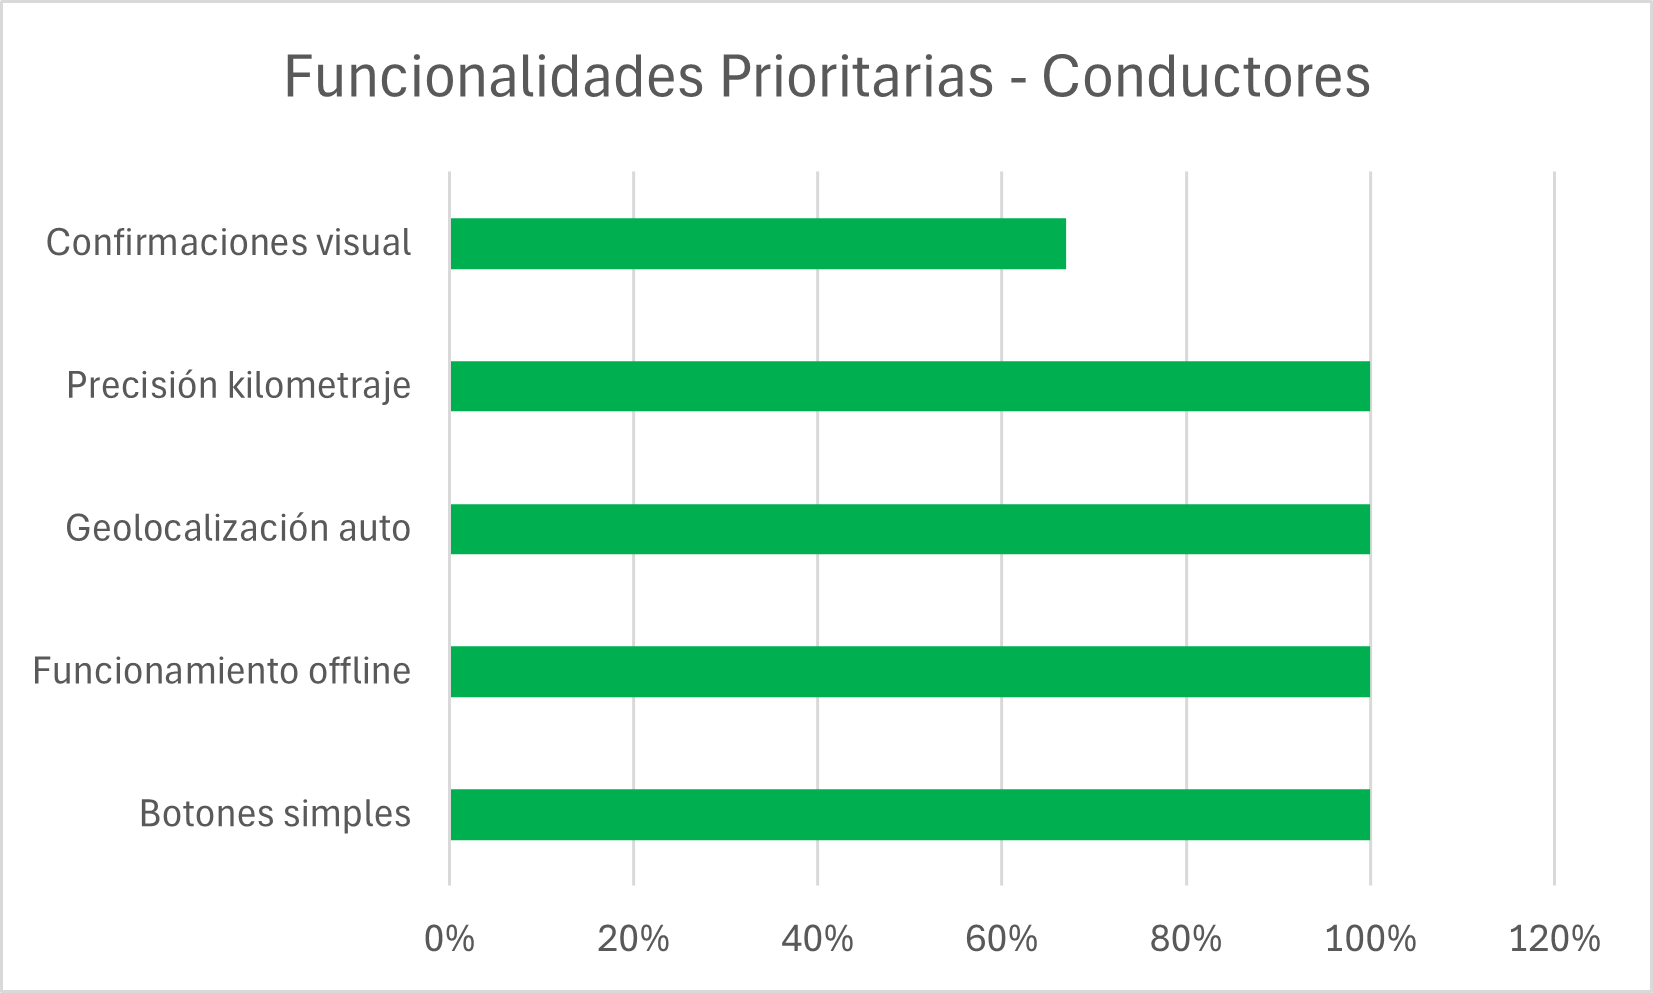 Funcionalidades Prioritarias - Conductores
Confirmaciones visual
Precisión kilometraje
Geolocalización auto
Funcionamiento offline
Botones simples
0% 20% 40% 60% 80% 100% 120%